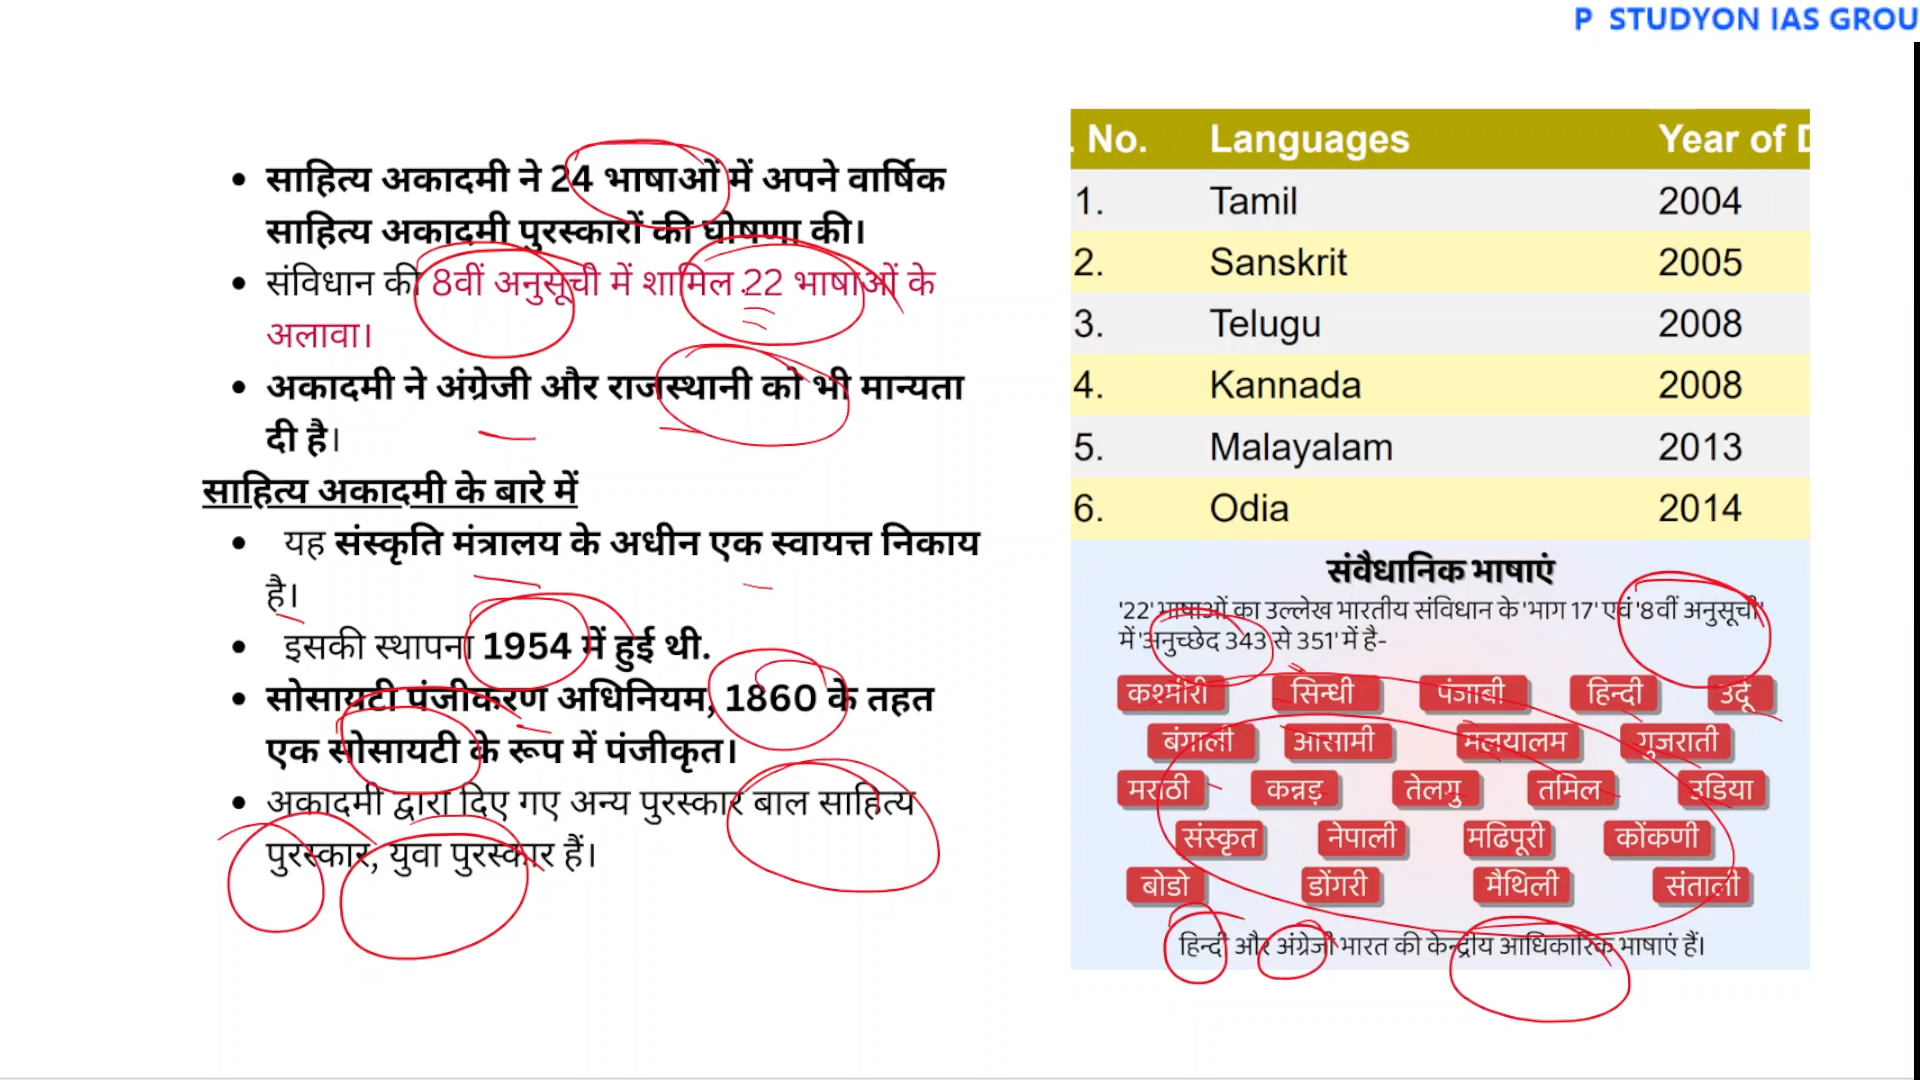 P STUDYON IAS GROU
साहित्य अकादमी ने 24 भाषाओं में अपने वार्षिक
साहित्य अकादमी पुरस्कारों की घोषणा की।
संविधान की 8वीं अनुसूची में शामिल 22 भाषाओं के
अलावा।
अकादमी ने अंग्रेजी और राजस्थानी को भी मान्यता
दी है।
साहित्य अकादमी के बारे में
यह संस्कृति मंत्रालय के अधीन एक स्वायत्त निकाय
है।
इसकी स्थापना 1954 में हुई थी.
सोसायटी पंजीकरण अधिनियम, 1860 के तहत
एक सोसायटी के रूप में पंजीकृत।
अकादमी द्वारा दिए गए अन्य पुरस्कार बाल साहित्य
पुरस्कार, युवा पुरस्कार हैं।
. No. Languages Year of D
1. Tamil 2004
2. Sanskrit 2005
3. Telugu 2008
4. Kannada 2008
5. Malayalam 2013
6. Odia 2014
संवैधानिक भाषाएं
'22' भाषाओं का उल्लेख भारतीय संविधान के 'भाग 17' एवं '8वीं अनुसूची'
में 'अनुच्छेद 343 से 351' में है-
कश्मीरी सिन्धी पंजाबी हिन्दी उर्दू
बंगाली आसामी मलयालम गुजराती
मराठी कन्नड़ तेलगु तमिल उडिया
संस्कृत नेपाली मढिपूरी कोंकणी
बोडो डोंगरी मैथिली संताली
हिन्दी और अंग्रेजी भारत की केन्द्रीय आधिकारिक भाषाएं हैं।